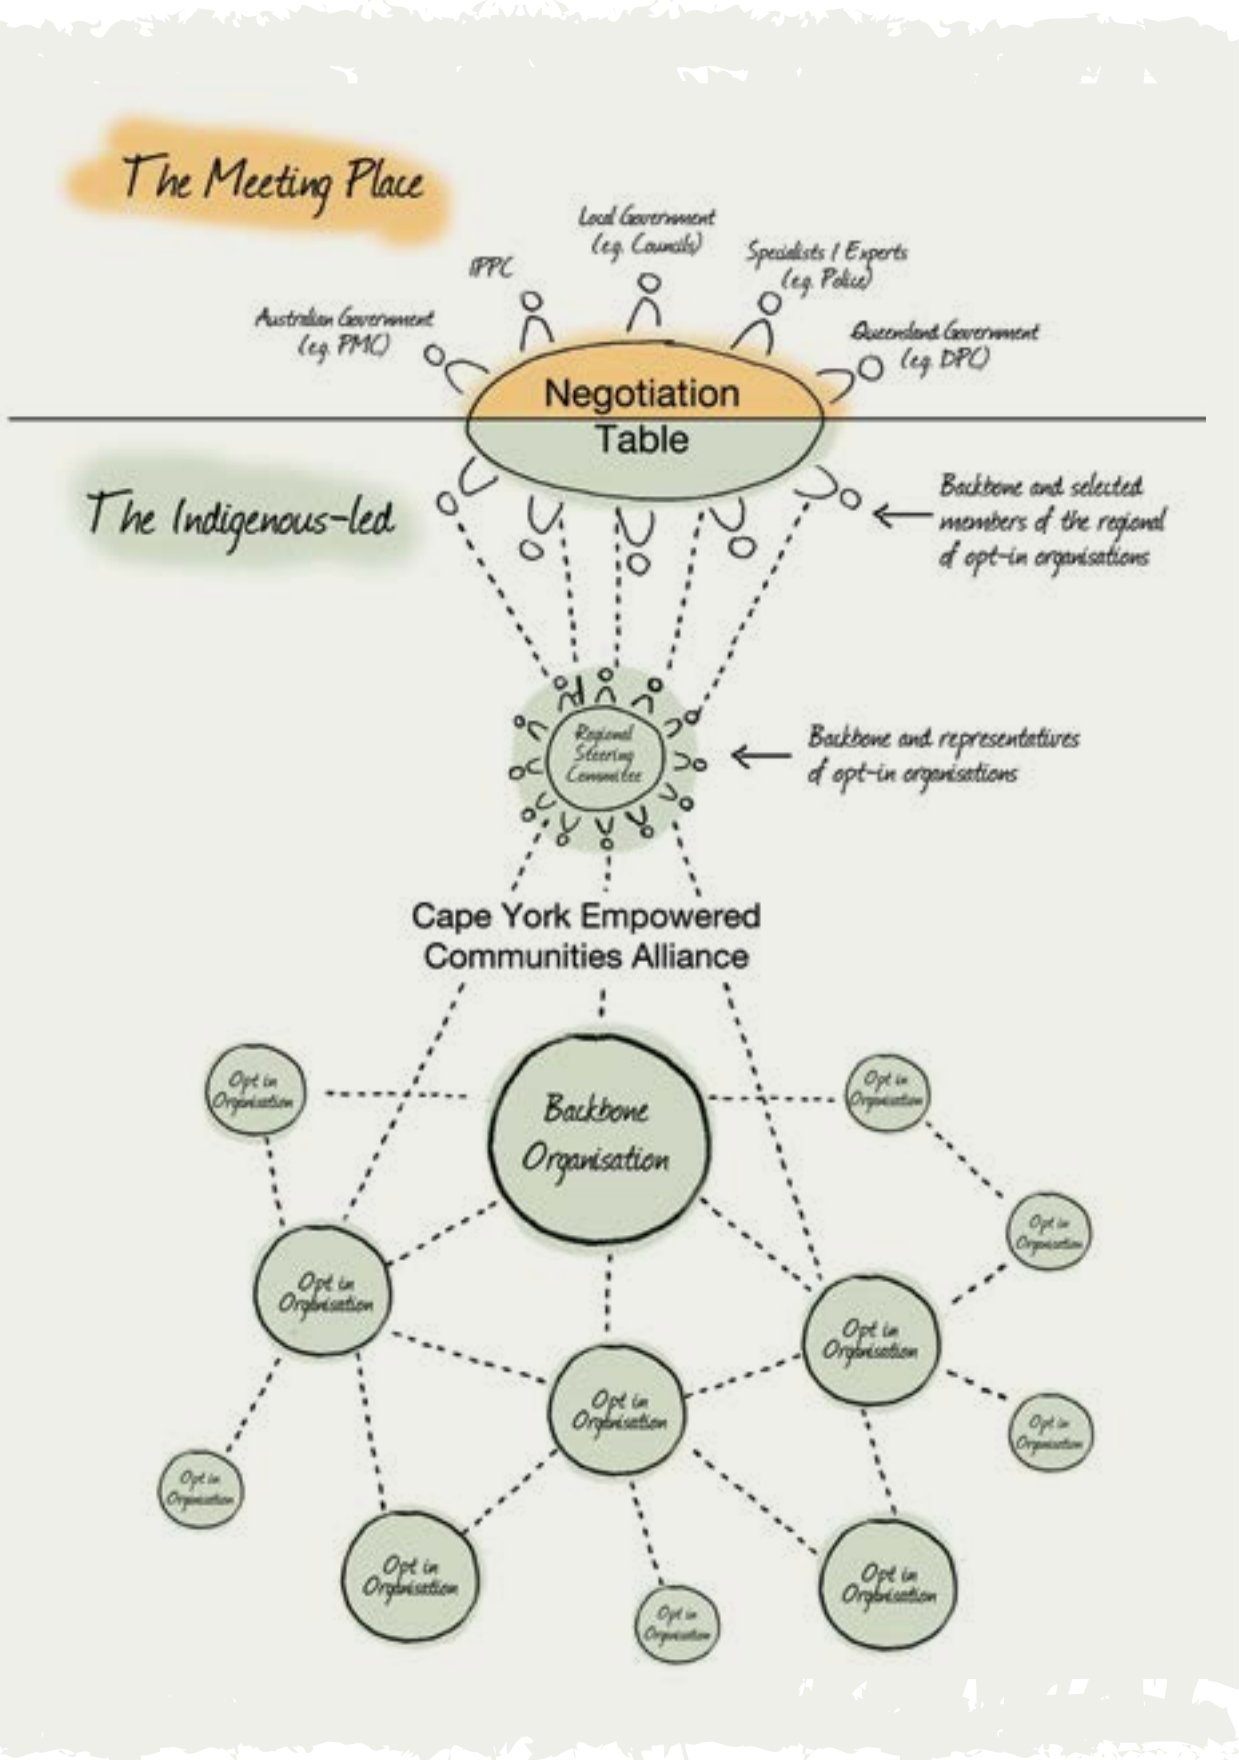 The Meeting Place
Local Government
(e.g. Councils)
IPPC
Specialists / Experts
(e.g. Police)
Australian Government
(e.g. PMC)
Queensland Government
(e.g. DPC)
Negotiation
Table
The Indigenous-led
Backbone and selected
members of the regional
of opt-in organisations
Regional
Steering
Committee
Backbone and representatives
of opt-in organisations
Cape York Empowered
Communities Alliance
Opt in
Organisation
Backbone
Organisation
Opt in
Organisation
Opt in
Organisation
Opt in
Organisation
Opt in
Organisation
Opt in
Organisation
Opt in
Organisation
Opt in
Organisation
Opt in
Organisation
Opt in
Organisation
Opt in
Organisation